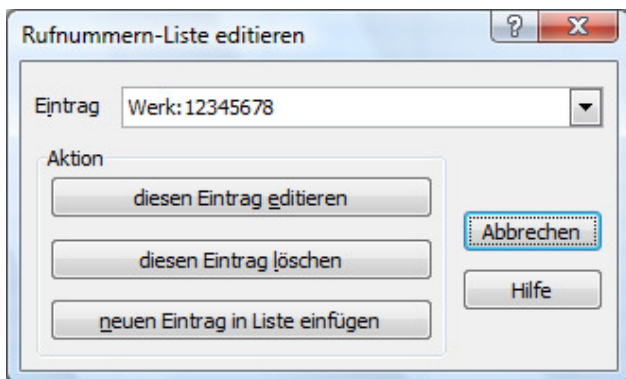 Rufnummern-Liste editieren
Eintrag Werk:12345678
Aktion
diesen Eintrag editieren
diesen Eintrag löschen
neuen Eintrag in Liste einfügen
Abbrechen
Hilfe